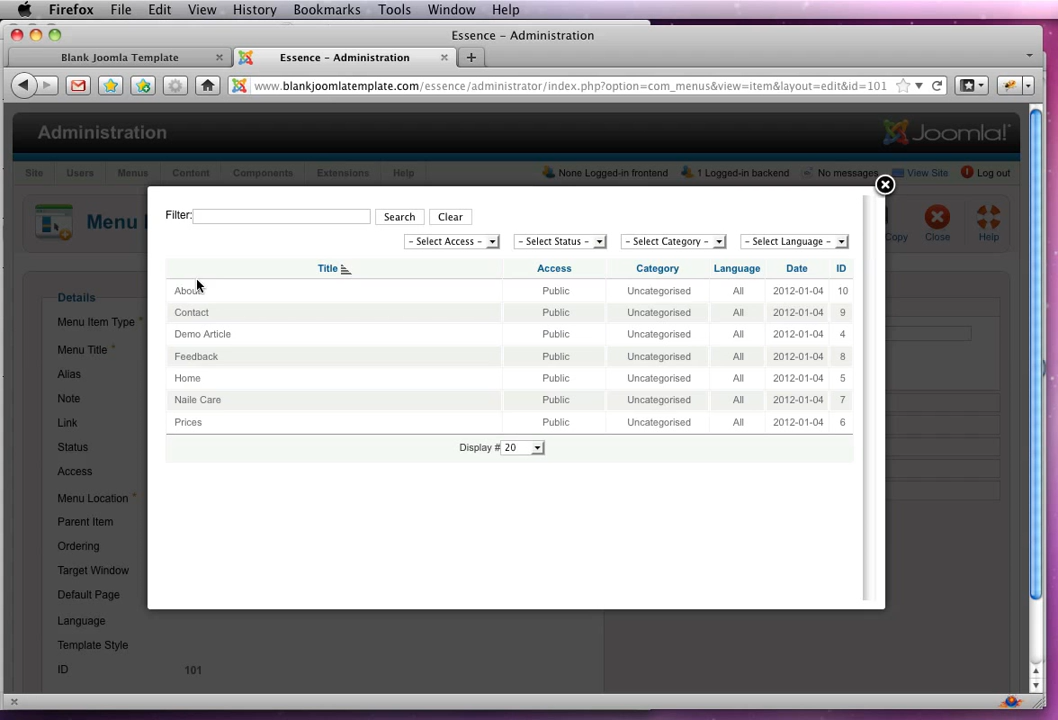 Firefox File Edit View History Bookmarks Tools Window Help
Essence – Administration
Blank Joomla Template × Essence – Administration × +
www.blankjoomlatemplate.com/essence/administrator/index.php?option=com_menus&view=item&layout=edit&id=101
Administration Joomla!
Site Users Menus Content Components Extensions Help None Logged-in frontend 1 Logged-in backend No messages View Site Log out
Menu
Copy Close Help
Filter: Search Clear
- Select Access - - Select Status - - Select Category - - Select Language -
Title Access Category Language Date ID
About Public Uncategorised All 2012-01-04 10
Contact Public Uncategorised All 2012-01-04 9
Demo Article Public Uncategorised All 2012-01-04 4
Feedback Public Uncategorised All 2012-01-04 8
Home Public Uncategorised All 2012-01-04 5
Naile Care Public Uncategorised All 2012-01-04 7
Prices Public Uncategorised All 2012-01-04 6
Display # 20
Details
Menu Item Type *
Menu Title *
Alias
Note
Link
Status
Access
Menu Location *
Parent Item
Ordering
Target Window
Default Page
Language
Template Style
ID 101